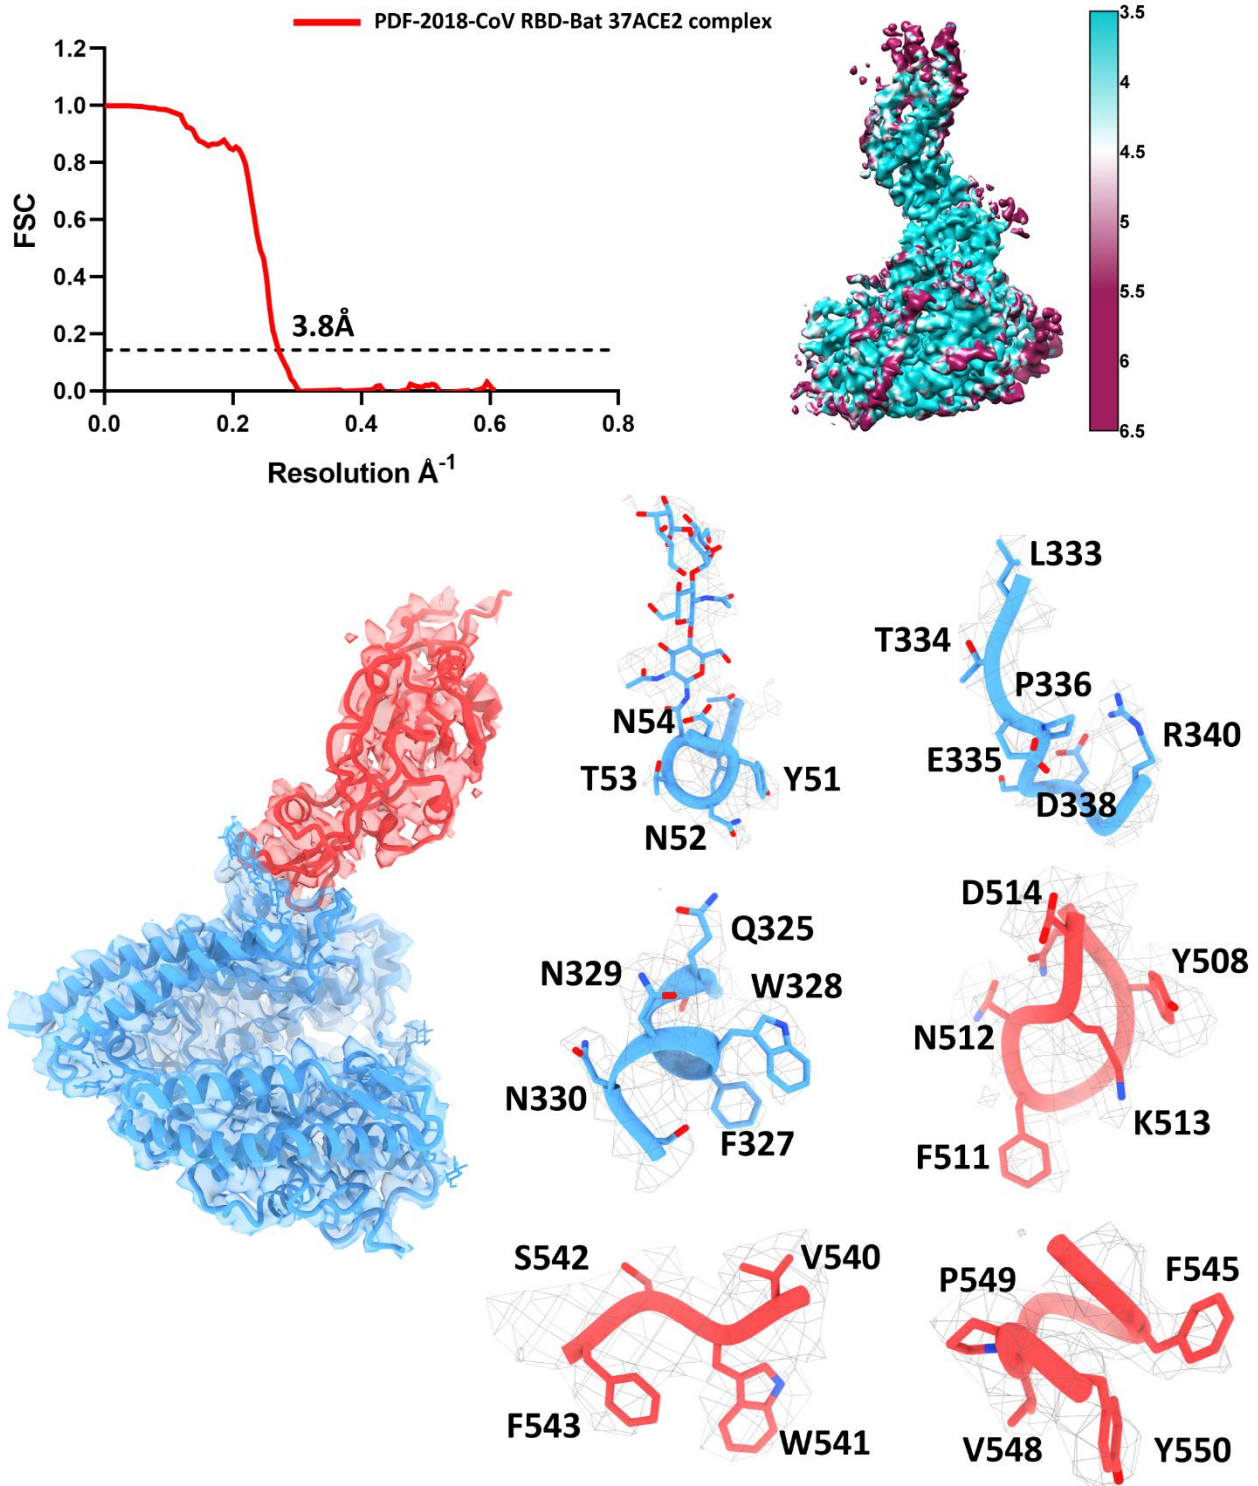 PDF-2018-CoV RBD-Bat 37ACE2 complex
1.2
1.0
0.8
0.6
0.4
0.2
0.0
FSC
3.8Å
0.0
0.2
0.4
0.6
0.8
Resolution Å-1
3.5
4
4.5
5
5.5
6
6.5
N54
T53
Y51
N52
L333
T334
P336
E335
R340
D338
Q325
N329
W328
N330
F327
D514
Y508
N512
K513
F511
S542
V540
F543
W541
P549
F545
V548
Y550